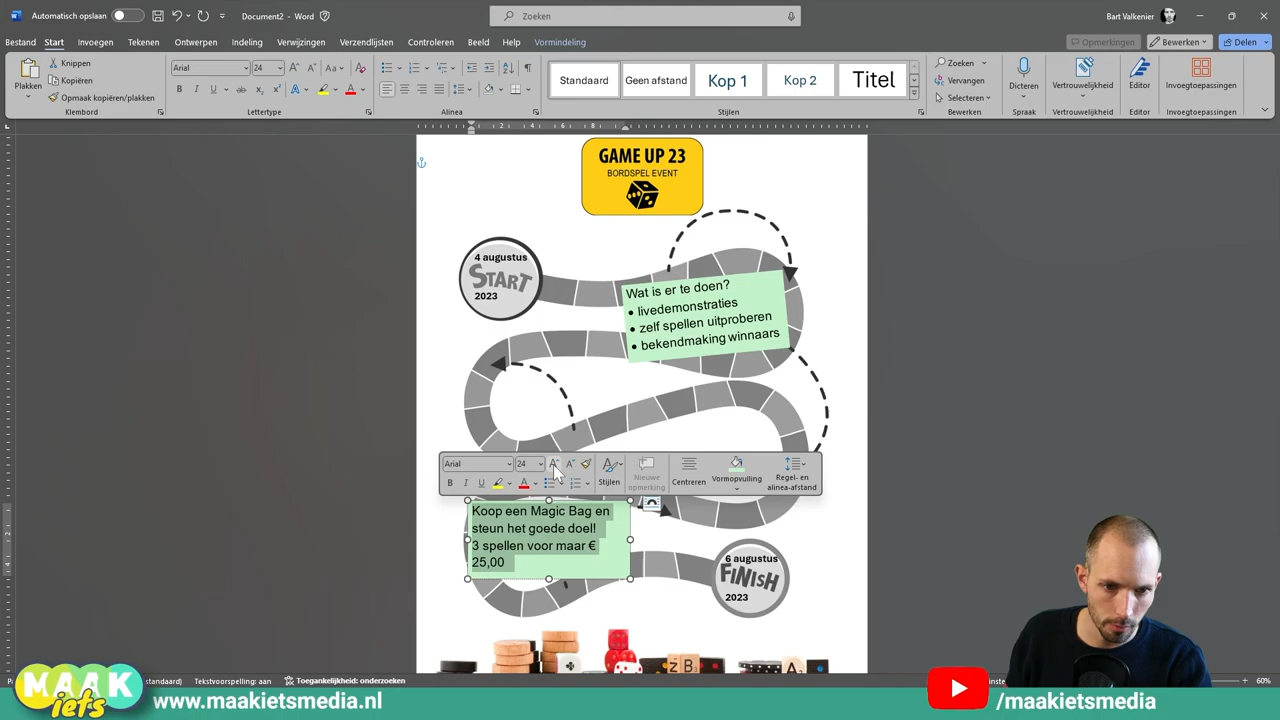 Automatisch opslaan
Document2 - Word
Zoeken
Bart Valkenier
Bestand Start Invoegen Tekenen Ontwerpen Indeling Verwijzingen Verzendlijsten Controleren Beeld Help Vormindeling
Opmerkingen Bewerken Delen
Plakken
Knippen
Kopiëren
Opmaak kopiëren/plakken
Klembord
Arial 24
Lettertype
Alinea
Standaard Geen afstand Kop 1 Kop 2 Titel
Stijlen
Zoeken
Vervangen
Selecteren
Bewerken
Dicteren
Spraak
Vertrouwelijkheid
Vertrouwelijkheid
Editor
Editor
Invoegtoepassingen
Invoegtoepassingen
2 4 6 8
GAME UP 23
BORDSPEL EVENT
4 augustus
START
2023
Wat is er te doen?
• livedemonstraties
• zelf spellen uitproberen
• bekendmaking winnaars
Arial 24
Stijlen
Nieuwe opmerking
Centreren
Vormopvulling
Regel- en alinea-afstand
Koop een Magic Bag en
steun het goede doel!
3 spellen voor maar €
25,00
6 augustus
FINISH
2023
Z B A
Tekstvoorspelling: aan
Toegankelijkheid: onderzoeken
60%
MAAK
iets
www.maakietsmedia.nl
/maakietsmedia